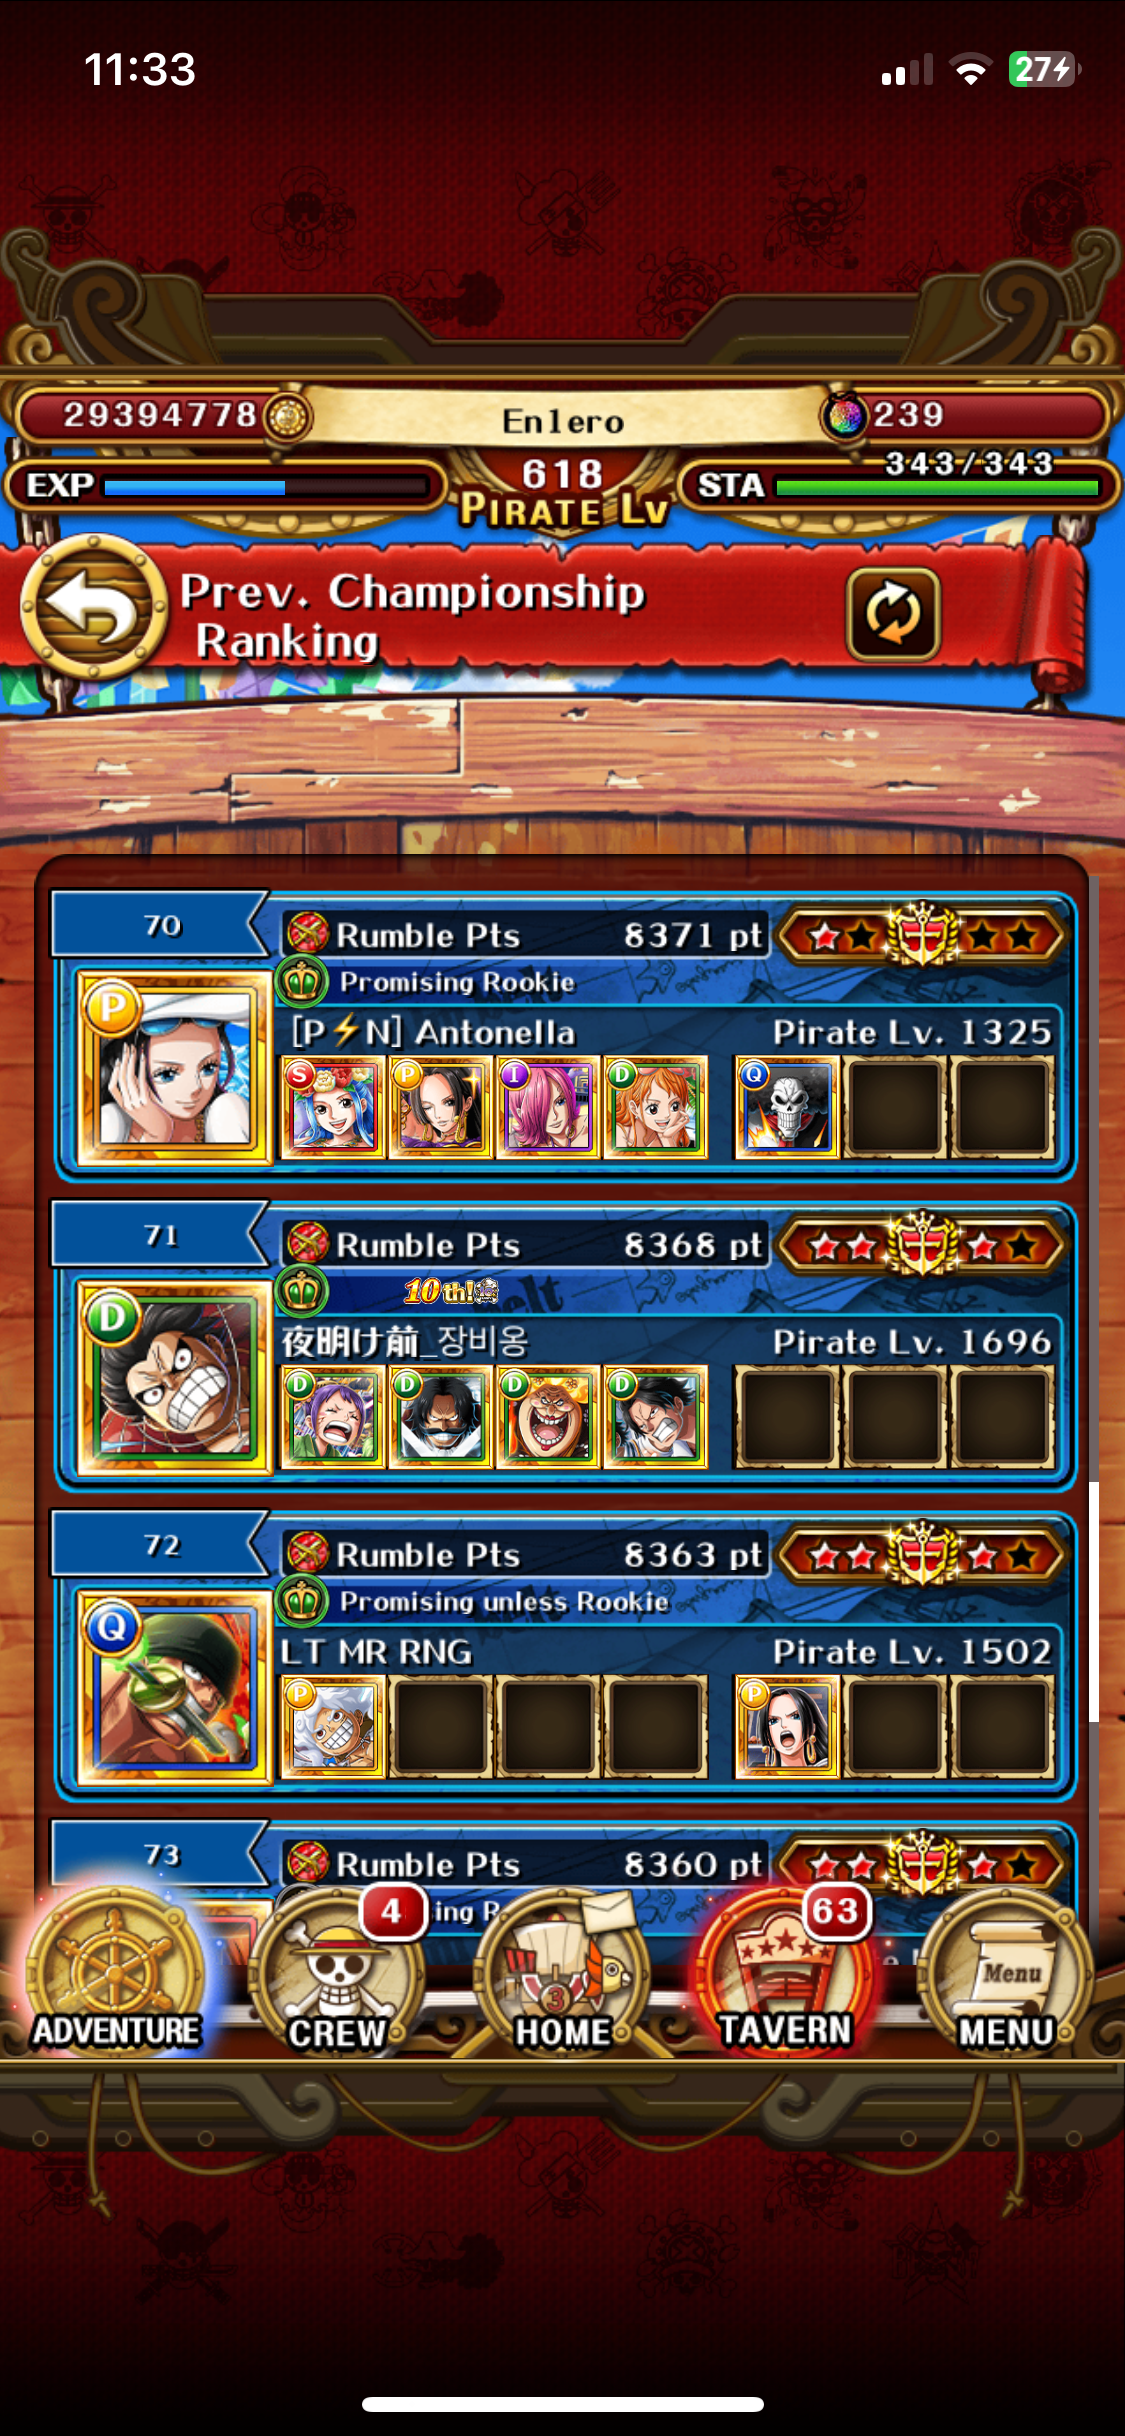 11:33
27
29394778
En1ero
239
EXP
618
PIRATE Lv
STA
343/343
Prev. Championship
Ranking
70
Rumble Pts 8371 pt
Promising Rookie
[P⚡N] Antonella
Pirate Lv. 1325
P
S
P
I
D
Q
71
Rumble Pts 8368 pt
10th!
夜明け前_장비옹
Pirate Lv. 1696
D
D
D
D
D
72
Rumble Pts 8363 pt
Promising unless Rookie
LT MR RNG
Pirate Lv. 1502
Q
P
P
73
Rumble Pts 8360 pt
ing R
4
63
3
Menu
ADVENTURE
CREW
HOME
TAVERN
MENU